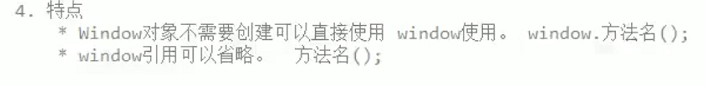 4. 特点
* Window对象不需要创建可以直接使用 window使用。 window.方法名();
* window引用可以省略。 方法名();